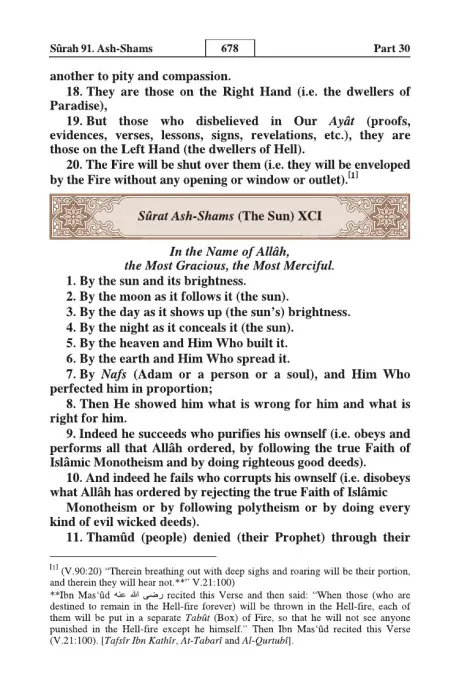 Sûrah 91. Ash-Shams 678 Part 30
another to pity and compassion.
18. They are those on the Right Hand (i.e. the dwellers of
Paradise),
19. But those who disbelieved in Our Ayât (proofs,
evidences, verses, lessons, signs, revelations, etc.), they are
those on the Left Hand (the dwellers of Hell).
20. The Fire will be shut over them (i.e. they will be enveloped
by the Fire without any opening or window or outlet).[1]
Sûrat Ash-Shams (The Sun) XCI
In the Name of Allâh,
the Most Gracious, the Most Merciful.
1. By the sun and its brightness.
2. By the moon as it follows it (the sun).
3. By the day as it shows up (the sun's) brightness.
4. By the night as it conceals it (the sun).
5. By the heaven and Him Who built it.
6. By the earth and Him Who spread it.
7. By Nafs (Adam or a person or a soul), and Him Who
perfected him in proportion;
8. Then He showed him what is wrong for him and what is
right for him.
9. Indeed he succeeds who purifies his ownself (i.e. obeys and
performs all that Allâh ordered, by following the true Faith of
Islâmic Monotheism and by doing righteous good deeds).
10. And indeed he fails who corrupts his ownself (i.e. disobeys
what Allâh has ordered by rejecting the true Faith of Islâmic
Monotheism or by following polytheism or by doing every
kind of evil wicked deeds).
11. Thamûd (people) denied (their Prophet) through their
[1] (V.90:20) "Therein breathing out with deep sighs and roaring will be their portion,
and therein they will hear not.**" V.21:100)
**Ibn Mas'ûd رضى الله عنه recited this Verse and then said: "When those (who are
destined to remain in the Hell-fire forever) will be thrown in the Hell-fire, each of
them will be put in a separate Tabût (Box) of Fire, so that he will not see anyone
punished in the Hell-fire except he himself." Then Ibn Mas'ûd recited this Verse
(V.21:100). [Tafsîr Ibn Kathîr, At-Tabarî and Al-Qurtubî].